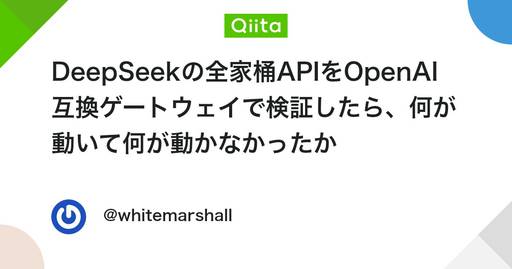 Qiita
DeepSeekの全家桶APIをOpenAI
互換ゲートウェイで検証したら、何が
動いて何が動かなかったか
@whitemarshall